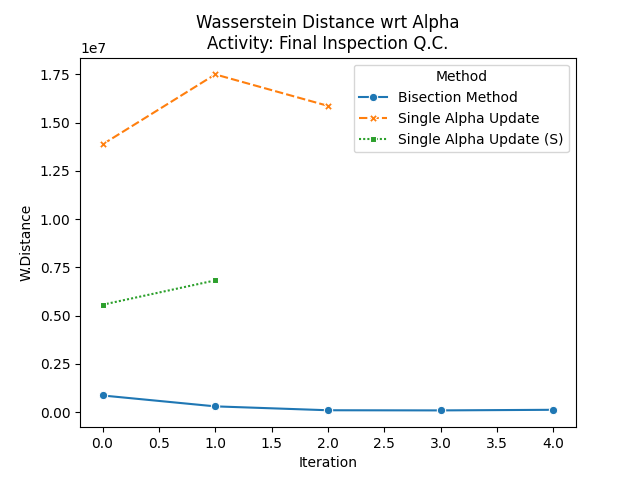 Wasserstein Distance wrt Alpha
Activity: Final Inspection Q.C.
1e7
Method
Bisection Method
Single Alpha Update
Single Alpha Update (S)
W.Distance
1.75
1.50
1.25
1.00
0.75
0.50
0.25
0.00
0.0 0.5 1.0 1.5 2.0 2.5 3.0 3.5 4.0
Iteration